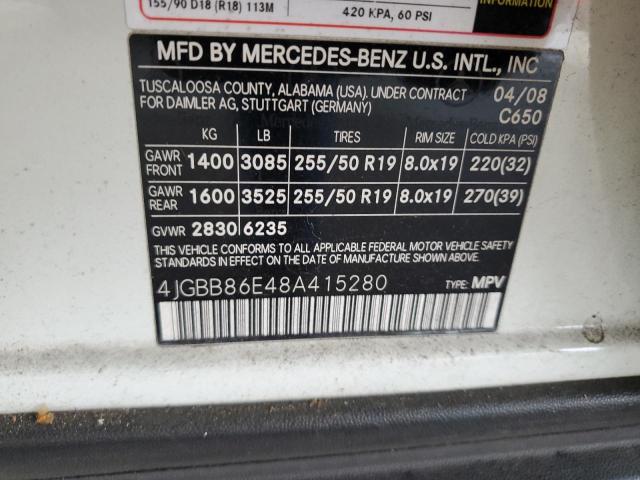 155/90 D18 (R18) 113M
420 KPA, 60 PSI
INFORMATION
MFD BY MERCEDES-BENZ U.S. INTL., INC
TUSCALOOSA COUNTY, ALABAMA (USA). UNDER CONTRACT 04/08
FOR DAIMLER AG, STUTTGART (GERMANY) C650
KG LB TIRES RIM SIZE COLD KPA (PSI)
GAWR FRONT 1400 3085 255/50 R19 8.0x19 220(32)
GAWR REAR 1600 3525 255/50 R19 8.0x19 270(39)
GVWR 2830 6235
THIS VEHICLE CONFORMS TO ALL APPLICABLE FEDERAL MOTOR VEHICLE SAFETY
STANDARDS IN EFFECT ON THE DATE OF MANUFACTURE SHOWN ABOVE.
4JGBB86E48A415280 TYPE: MPV